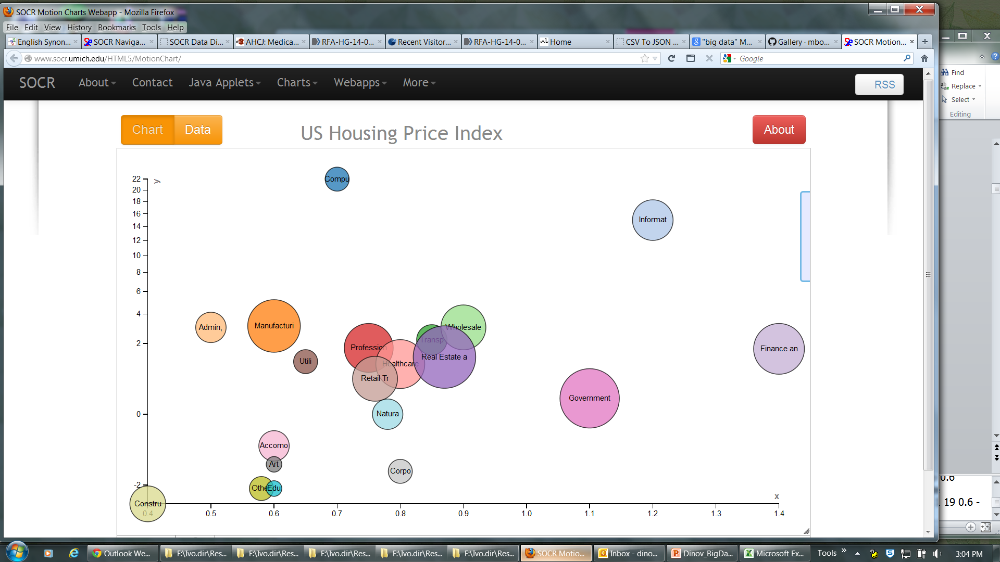 SOCR Motion Charts Webapp - Mozilla Firefox
File Edit View History Bookmarks Tools Help
English Synon... SOCR Naviga... SOCR Data Di... AHCJ: Medica... RFA-HG-14-0... Recent Visitor... RFA-HG-14-0... Home CSV To JSON ... "big data" M... Gallery · mbo... SOCR Motion...
www.socr.umich.edu/HTML5/MotionChart/
Google
SOCR About Contact Java Applets Charts Webapps More RSS
Find
Replace
Select
Editing
Chart Data US Housing Price Index About
22
20
18
16
14
12
10
8
6
4
2
0
-2
Y
Compu
Informat
Admin,
Manufacturi
Wholesale
Transp
Profession
Finance an
Real Estate a
Utili
Healthcare
Retail Tr
Government
Natura
Accomo
Art
Corpo
Othe
Edu
Constru
x
0.4 0.5 0.6 0.7 0.8 0.9 1.0 1.1 1.2 1.3 1.4
0.6
19 0.6 -
Outlook We... F:\Ivo.dir\Res... F:\Ivo.dir\Res... F:\Ivo.dir\Res... F:\Ivo.dir\Res... F:\Ivo.dir\Res... SOCR Motio... Inbox - dino... Dinov_BigDa... Microsoft Ex... Tools » 3:04 PM